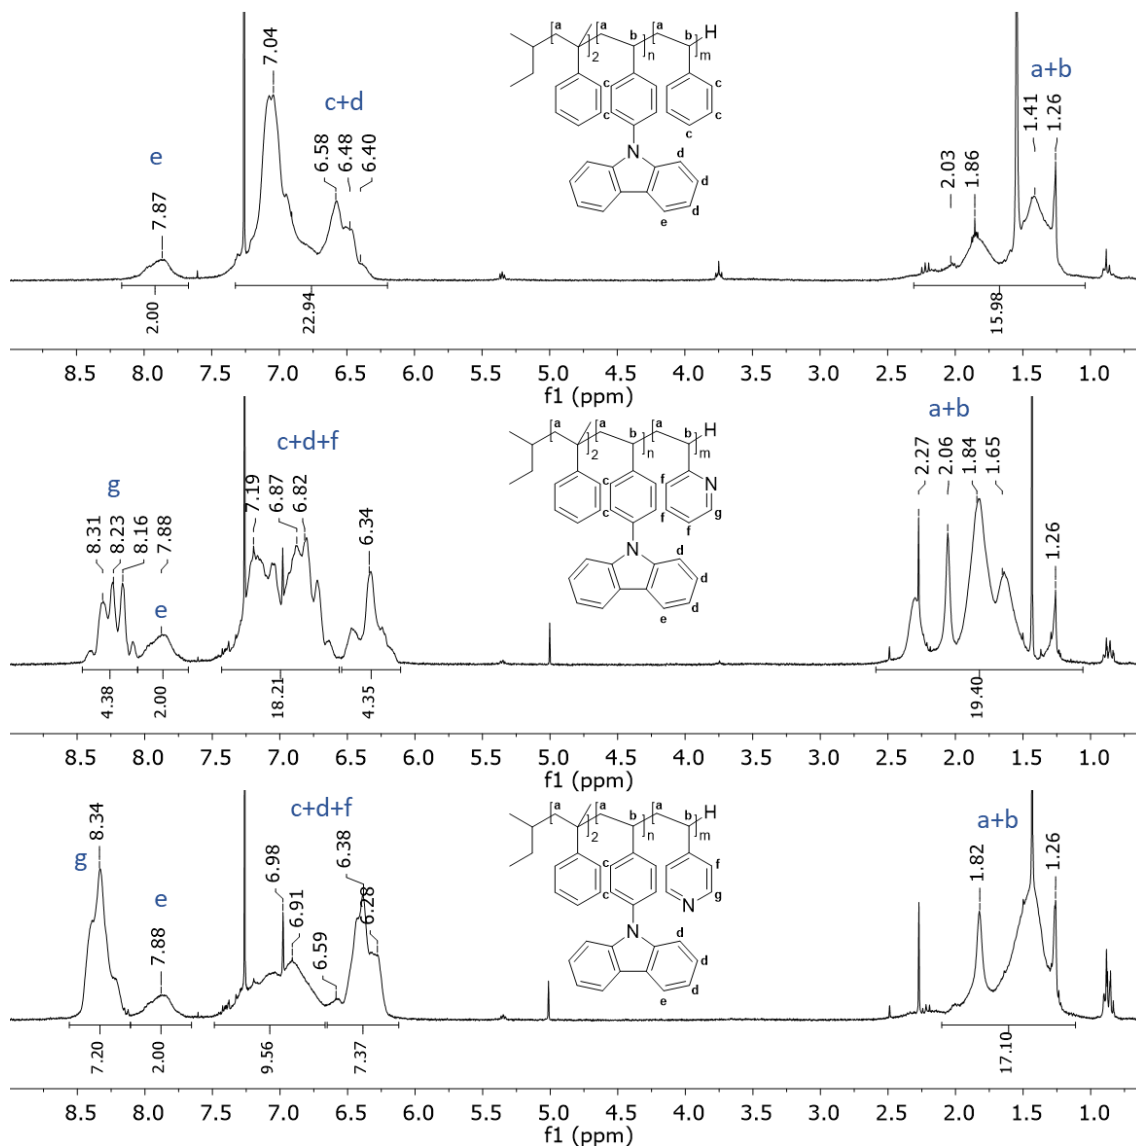 7.04
c+d
6.58
6.48
6.40
e
7.87
a+b
2.03
1.86
1.41
1.26
[a ]2 [a b ]n [a b ]m H
c c c
c c
N d
d
d
e
2.00
22.94
15.98
8.5 8.0 7.5 7.0 6.5 6.0 5.5 5.0 4.5 4.0 3.5 3.0 2.5 2.0 1.5 1.0
f1 (ppm)
c+d+f
a+b
g
8.31
8.23
8.16
7.88
e
7.19
6.87
6.82
6.34
2.27
2.06
1.84
1.65
1.26
[a ]2 [a b ]n [a b ]m H
c f N
c f g
f
N d
d
d
e
4.38
2.00
18.21
4.35
19.40
8.5 8.0 7.5 7.0 6.5 6.0 5.5 5.0 4.5 4.0 3.5 3.0 2.5 2.0 1.5 1.0
f1 (ppm)
c+d+f
a+b
g
8.34
e
7.88
6.98
6.91
6.59
6.38
6.28
1.82
1.26
[a ]2 [a b ]n [a b ]m H
c f
c g
N
N d
d
d
e
7.20
2.00
9.56
7.37
17.10
8.5 8.0 7.5 7.0 6.5 6.0 5.5 5.0 4.5 4.0 3.5 3.0 2.5 2.0 1.5 1.0
f1 (ppm)